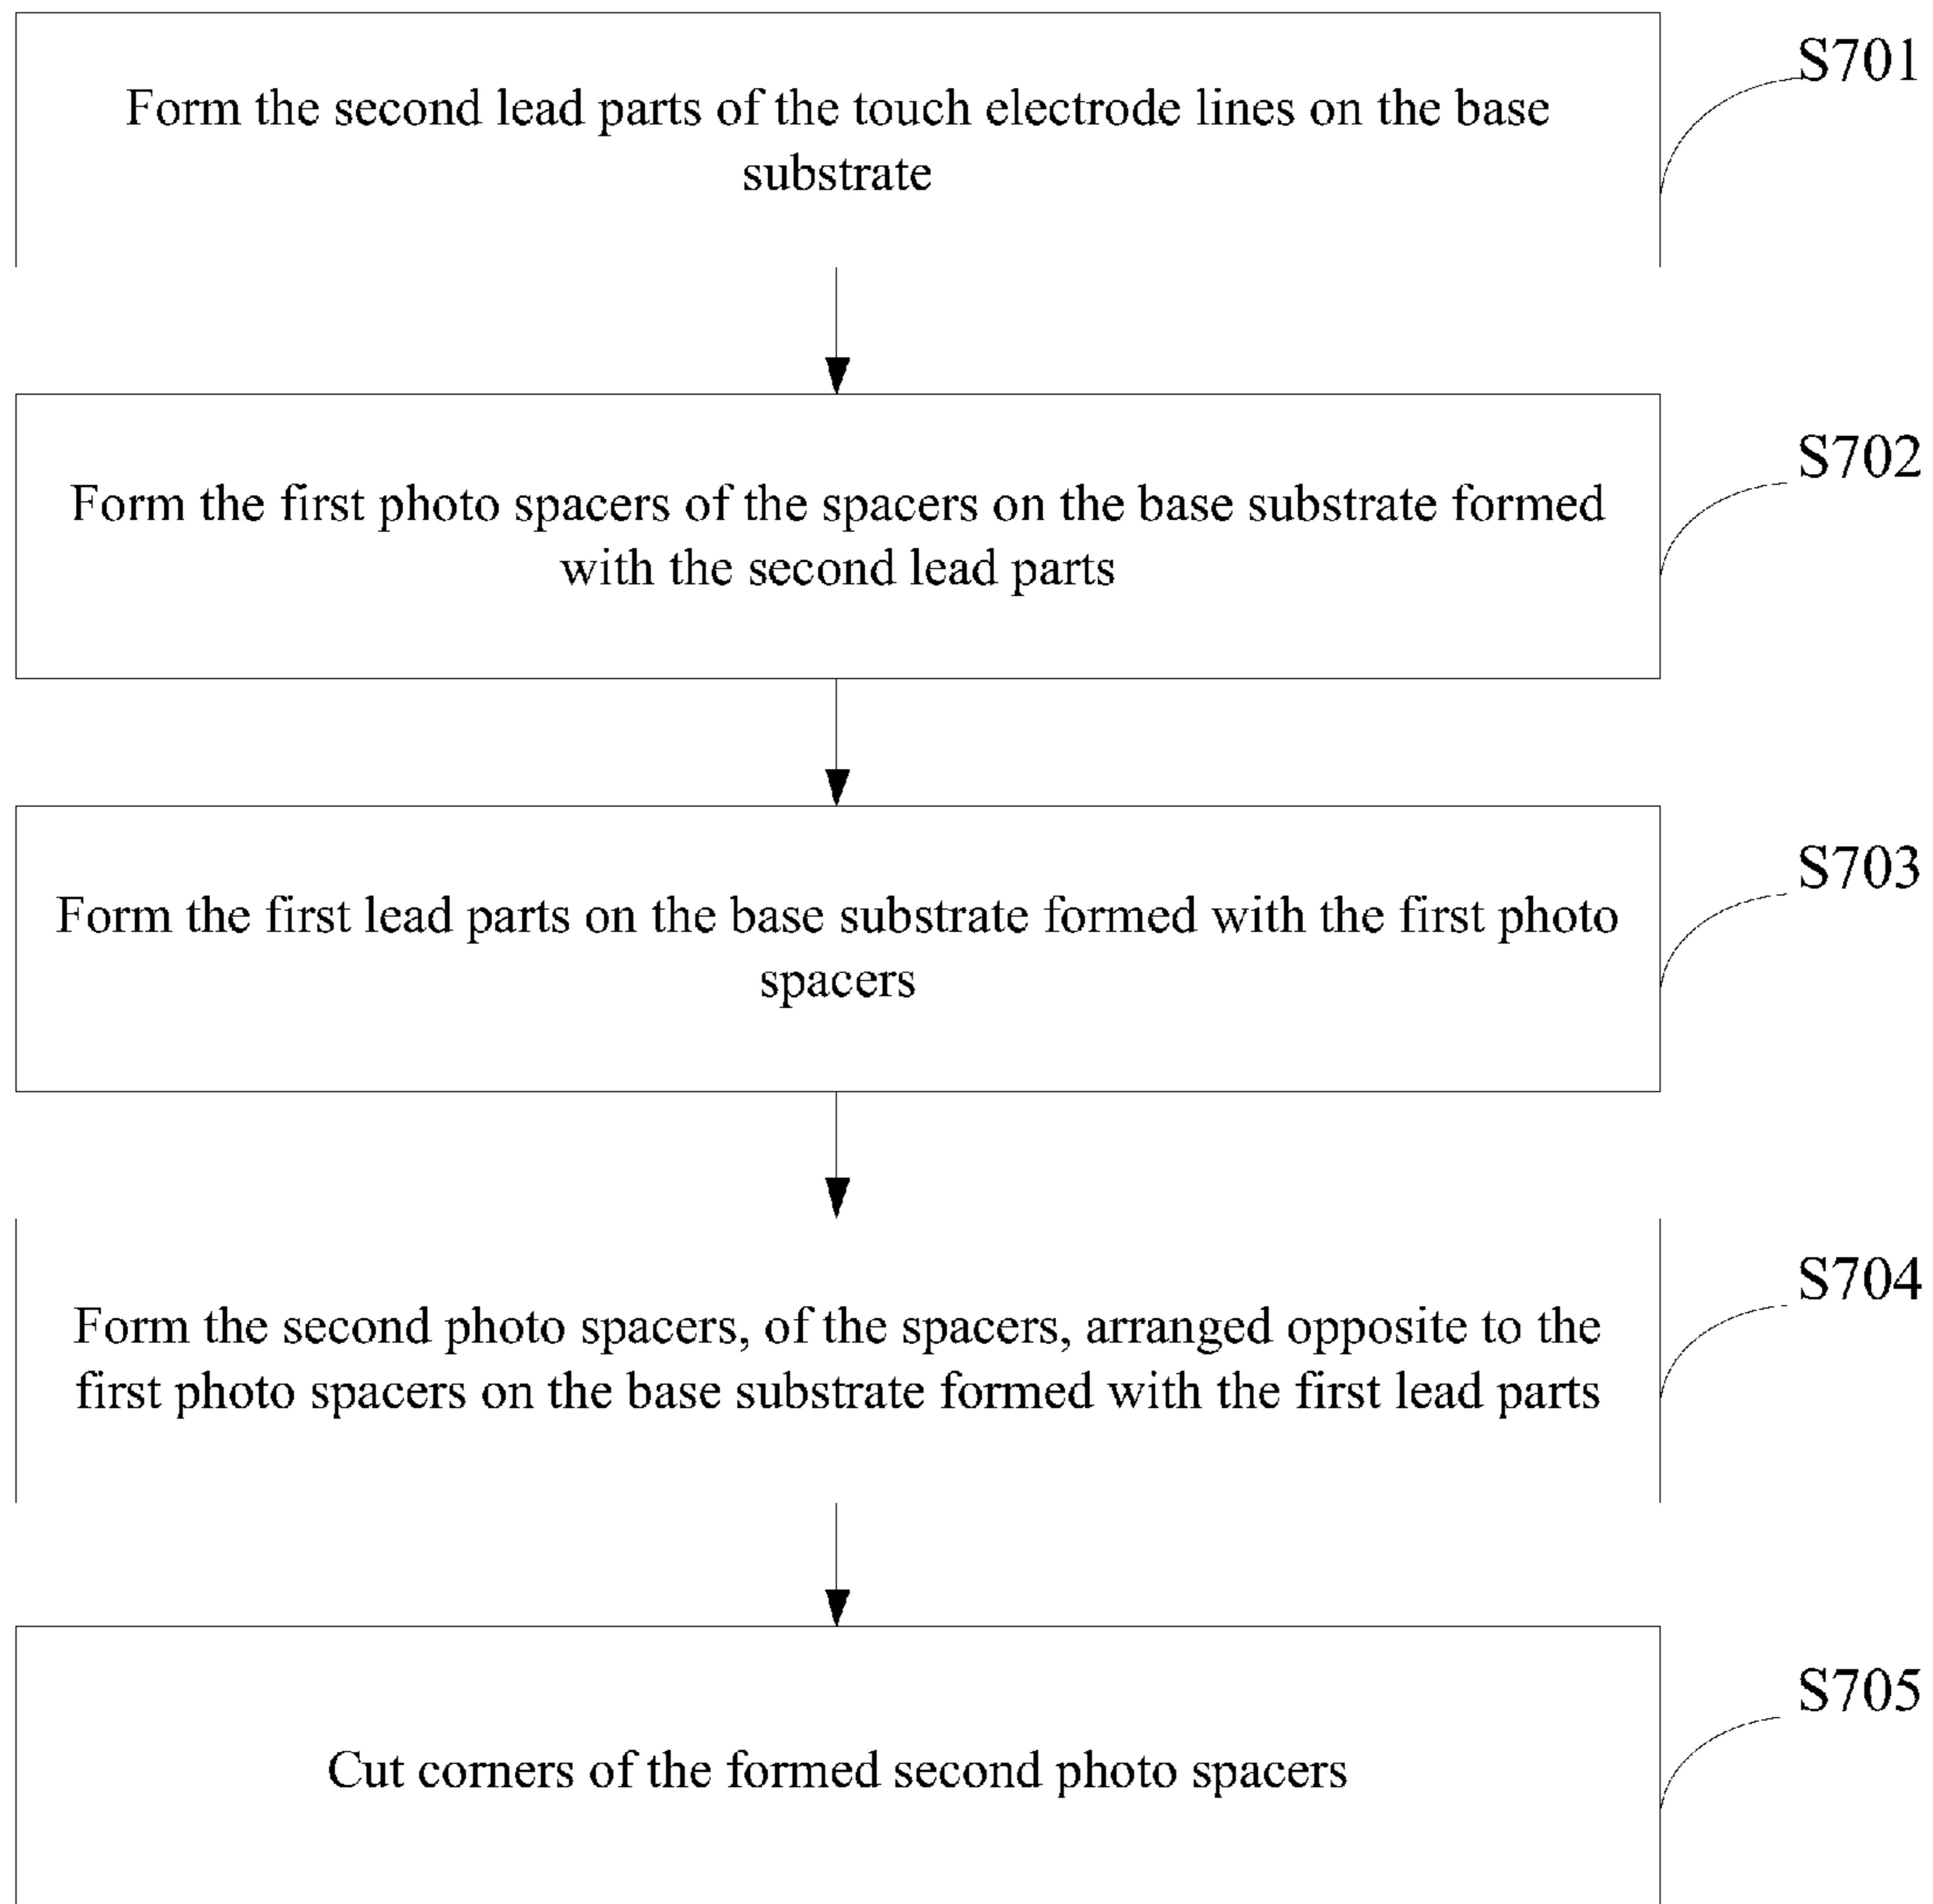 S701
Form the second lead parts of the touch electrode lines on the base
substrate
S702
Form the first photo spacers of the spacers on the base substrate formed
with the second lead parts
S703
Form the first lead parts on the base substrate formed with the first photo
spacers
S704
Form the second photo spacers, of the spacers, arranged opposite to the
first photo spacers on the base substrate formed with the first lead parts
S705
Cut corners of the formed second photo spacers